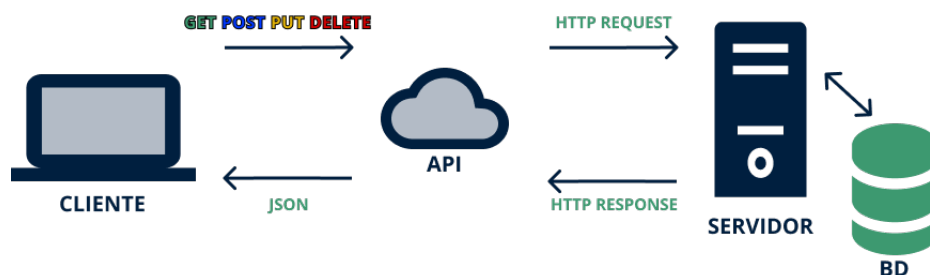 GET POST PUT DELETE
HTTP REQUEST
API
CLIENTE
JSON
HTTP RESPONSE
SERVIDOR
BD